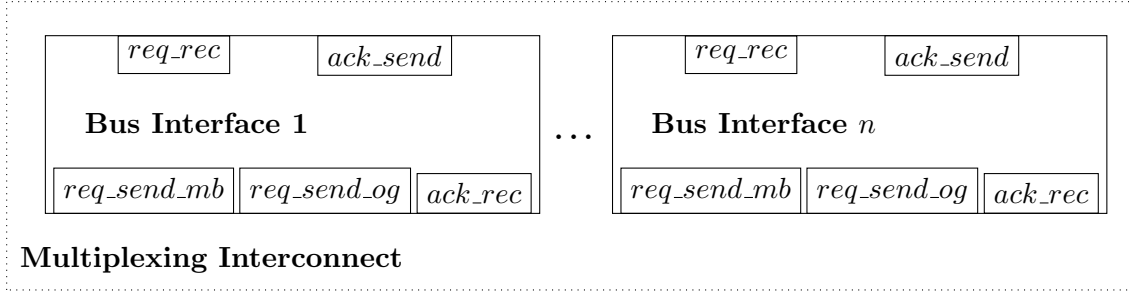 req_rec ack_send req_rec ack_send
Bus Interface 1 ... Bus Interface n
req_send_mb req_send_og ack_rec req_send_mb req_send_og ack_rec
Multiplexing Interconnect